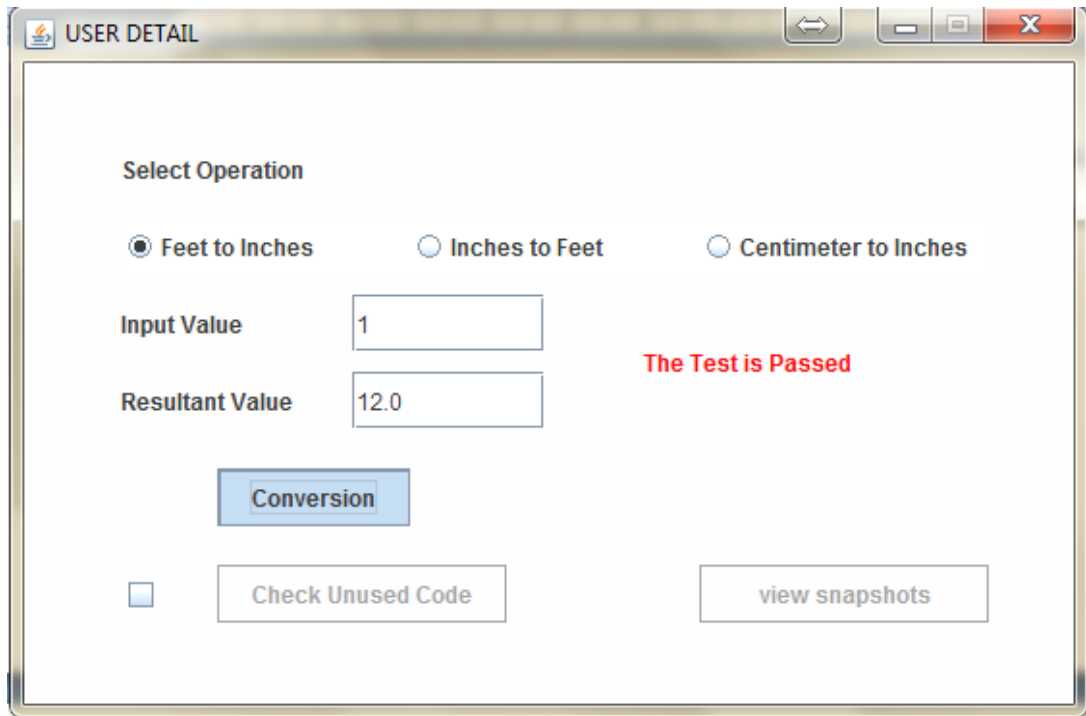 USER DETAIL
Select Operation
Feet to Inches Inches to Feet Centimeter to Inches
Input Value 1
The Test is Passed
Resultant Value 12.0
Conversion
Check Unused Code view snapshots